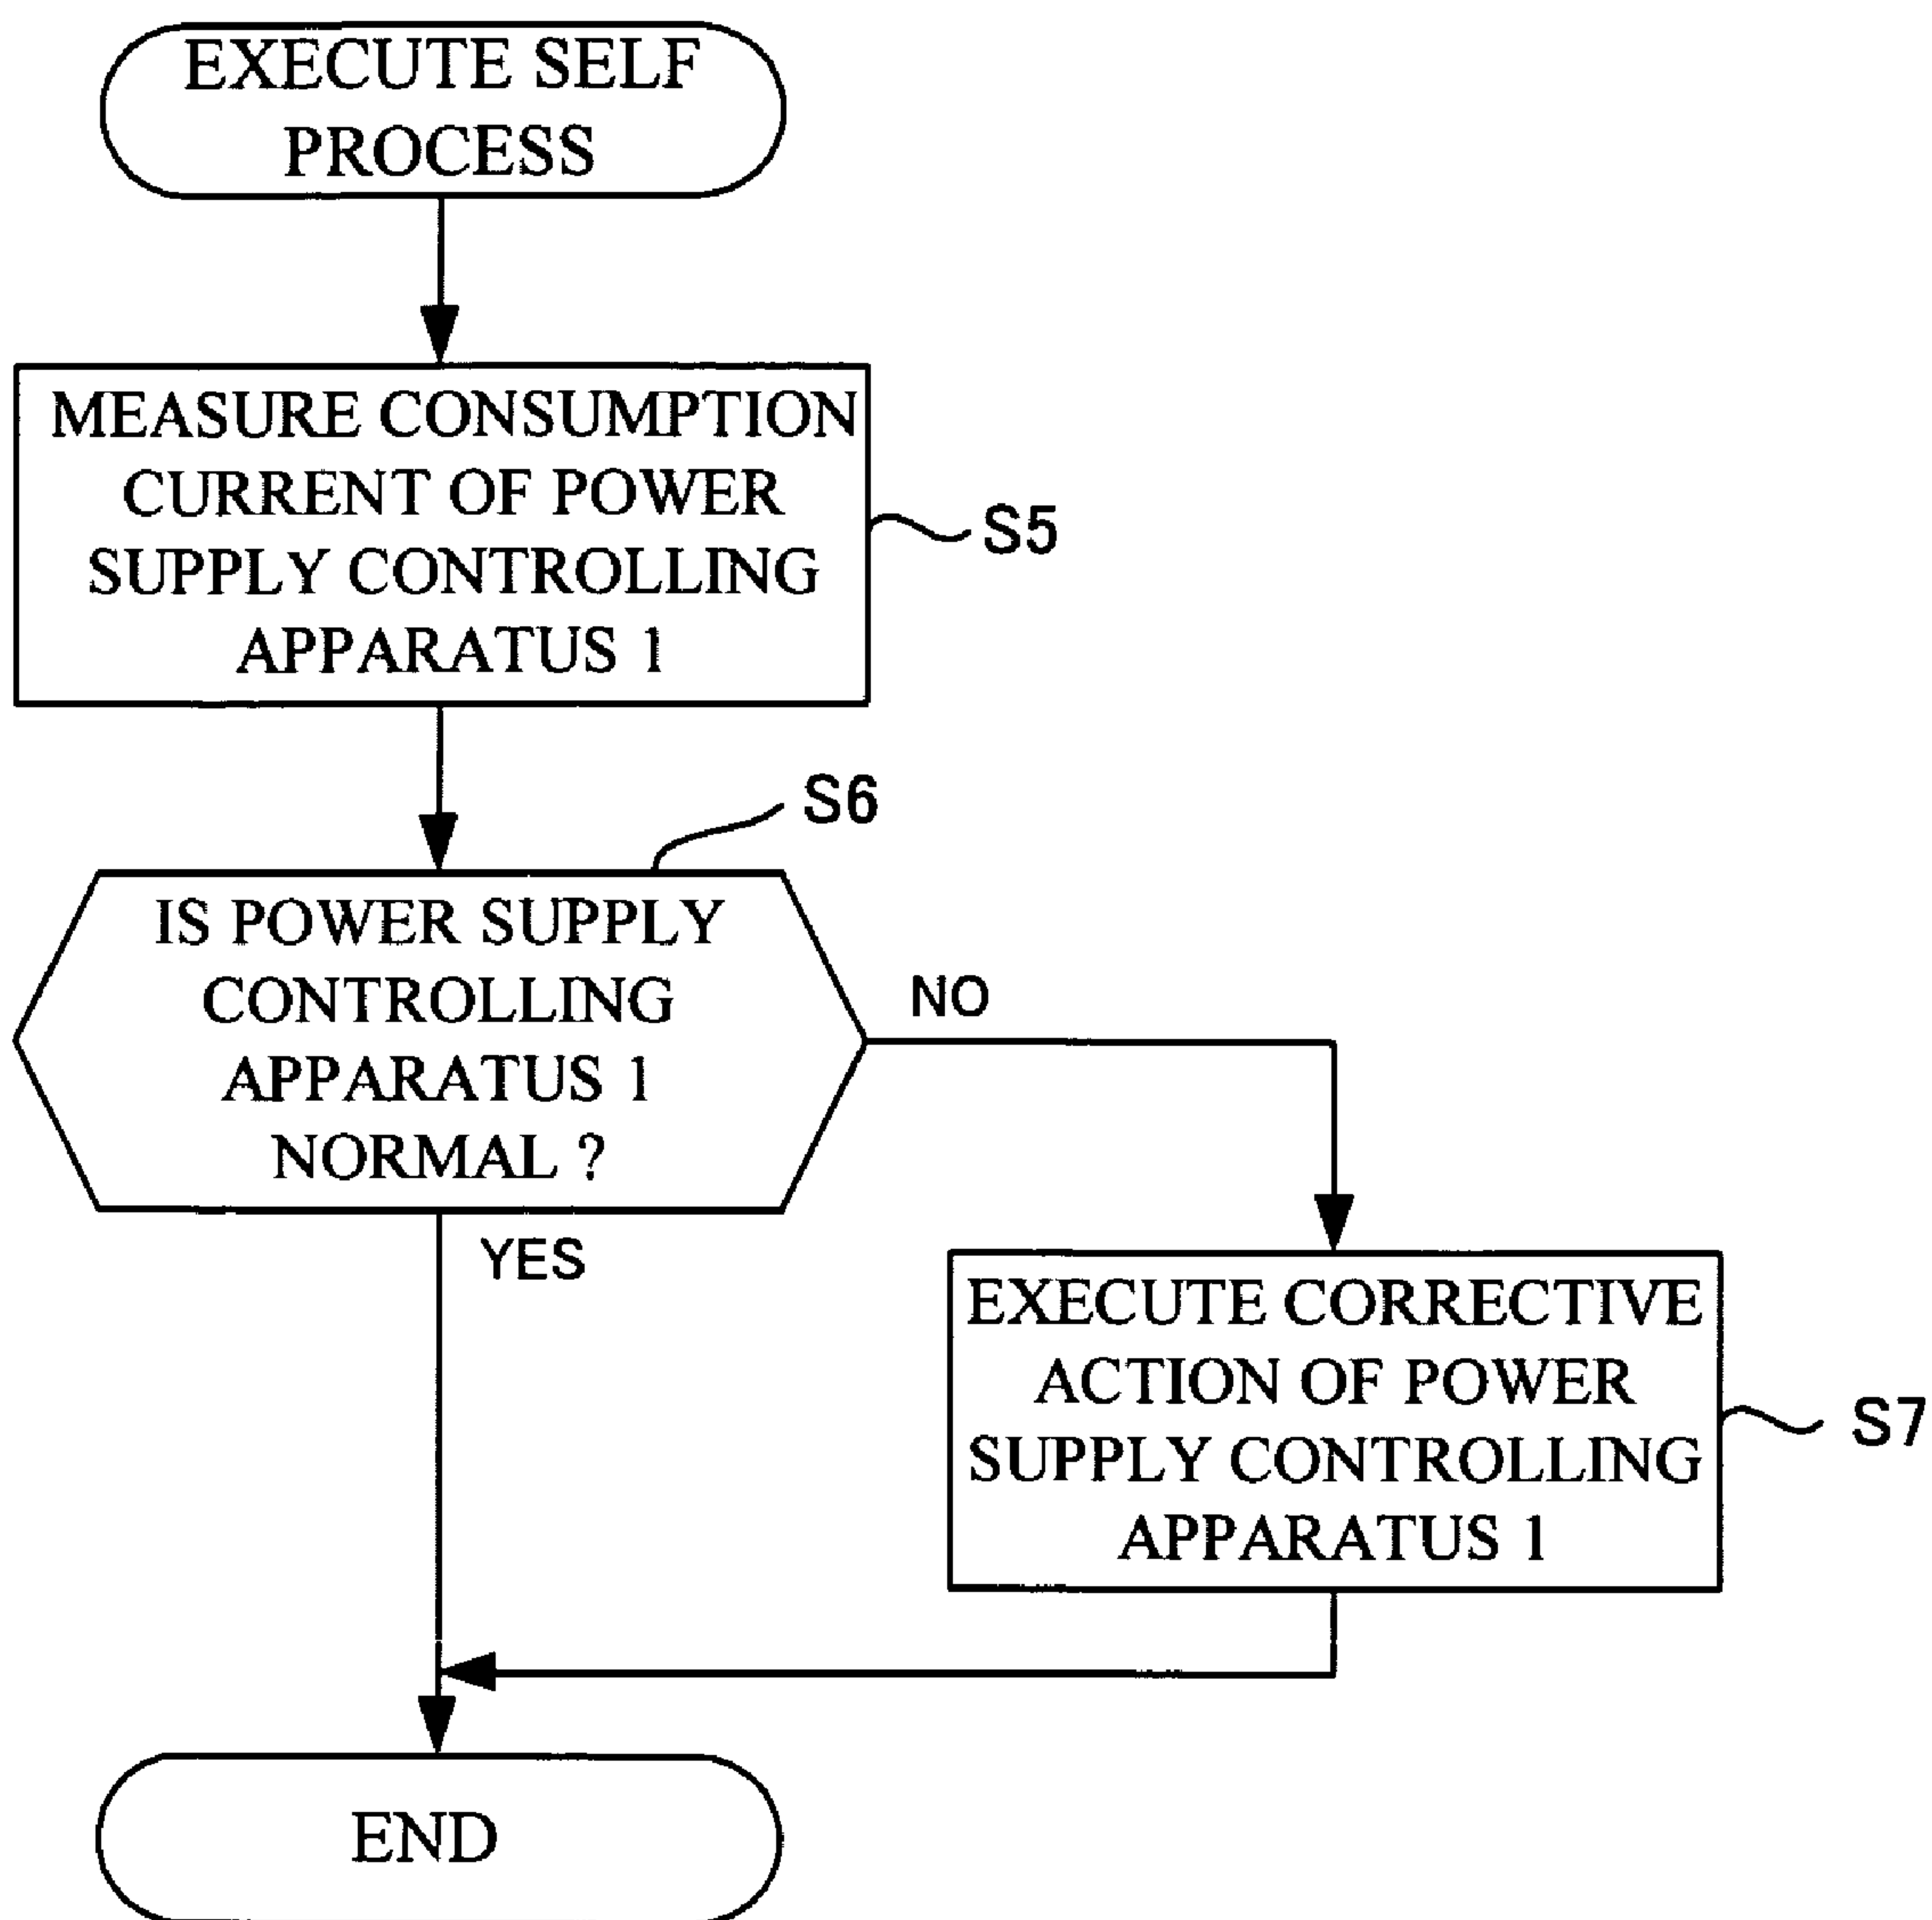 EXECUTE SELF
PROCESS
MEASURE CONSUMPTION
CURRENT OF POWER
SUPPLY CONTROLLING
APPARATUS 1
S5
S6
IS POWER SUPPLY
CONTROLLING
APPARATUS 1
NORMAL ?
NO
YES
EXECUTE CORRECTIVE
ACTION OF POWER
SUPPLY CONTROLLING
APPARATUS 1
S7
END